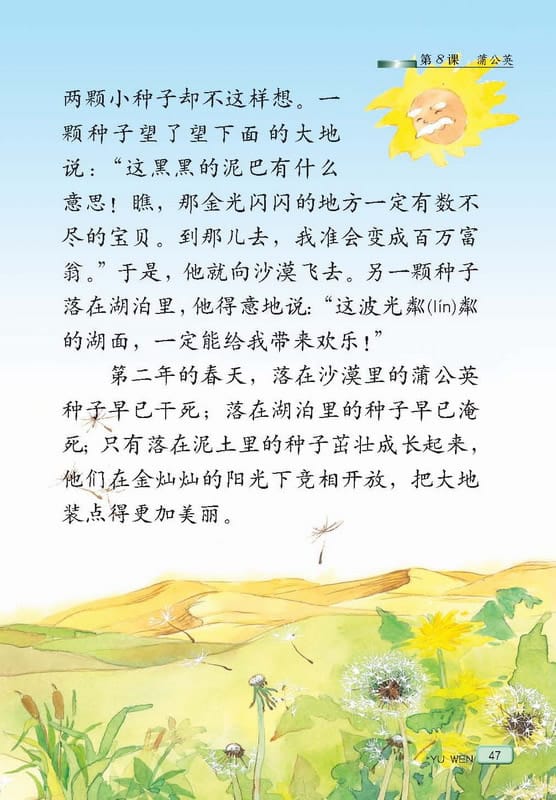 第8课 蒲公英
两颗小种子却不这样想。一
颗种子望了望下面的大地
说：“这黑黑的泥巴有什么
意思！瞧，那金光闪闪的地方一定有数不
尽的宝贝。到那儿去，我准会变成百万富
翁。”于是，他就向沙漠飞去。另一颗种子
落在湖泊里，他得意地说：“这波光粼(lín)粼
的湖面，一定能给我带来欢乐！”
第二年的春天，落在沙漠里的蒲公英
种子早已干死；落在湖泊里的种子早已淹
死；只有落在泥土里的种子茁壮成长起来，
他们在金灿灿的阳光下竞相开放，把大地
装点得更加美丽。
YU WEN 47